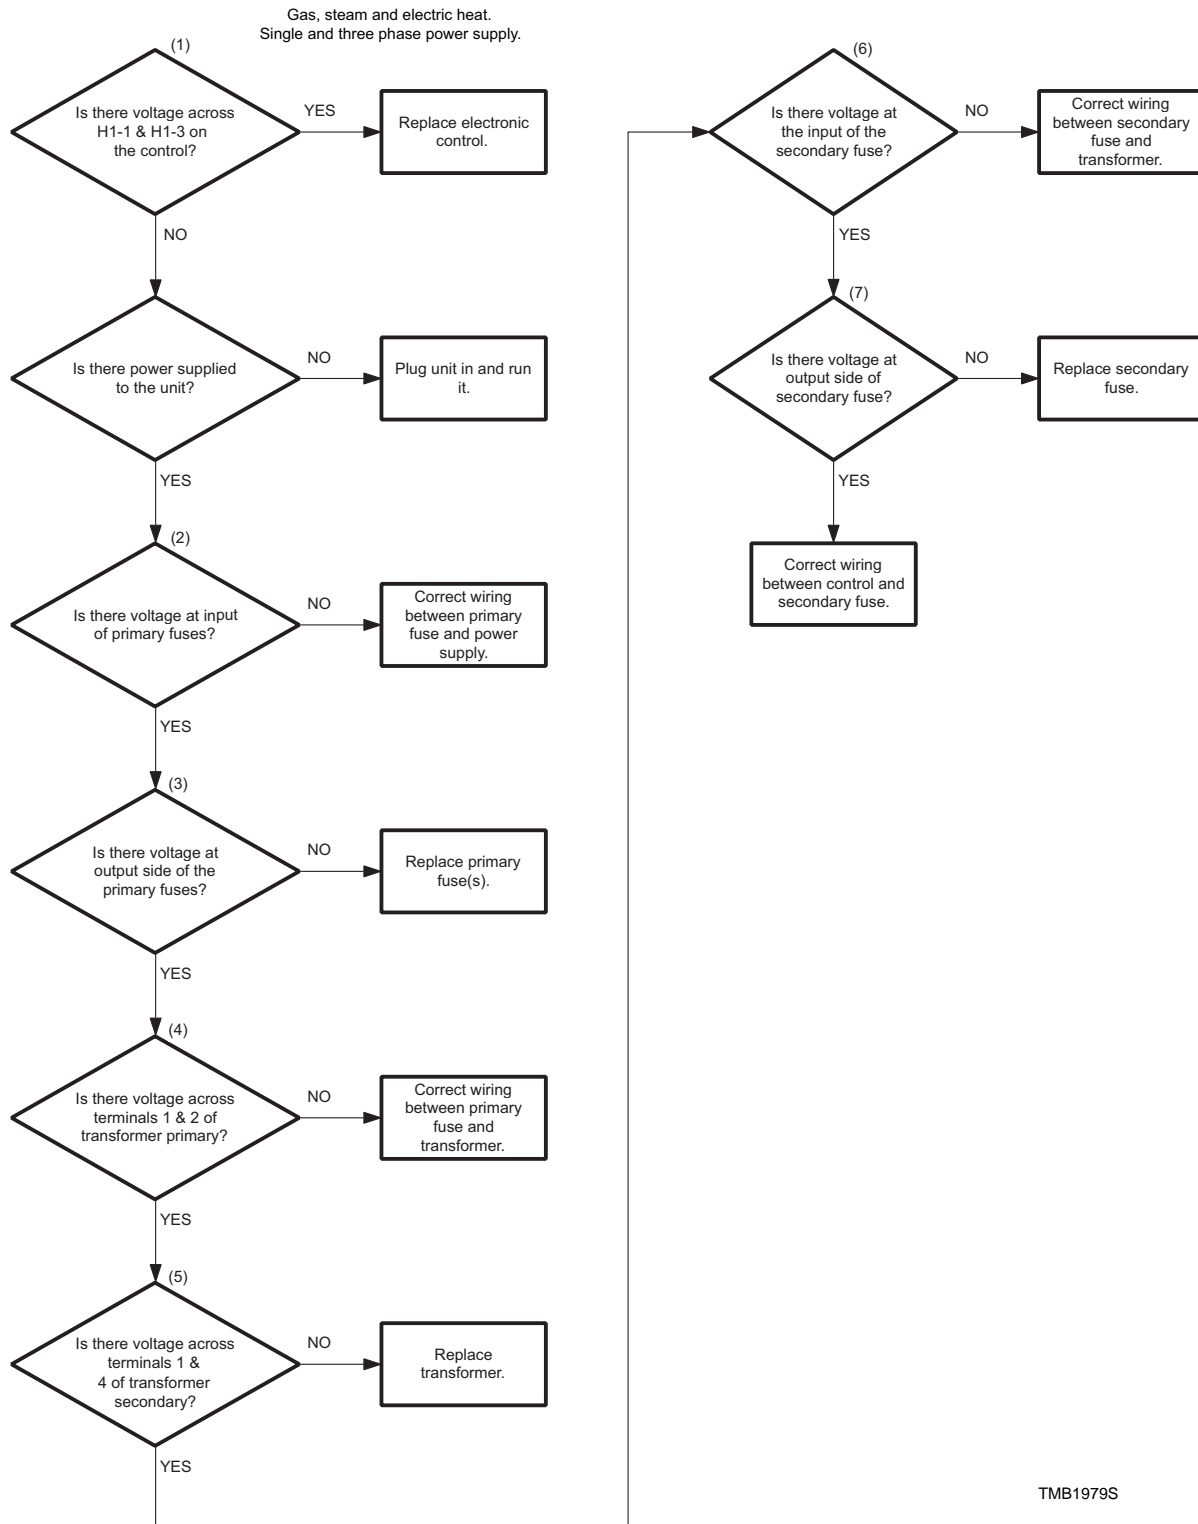 Gas, steam and electric heat.
Single and three phase power supply.
(1)
Is there voltage across
H1-1 & H1-3 on
the control?
YES
Replace electronic
control.
NO
Is there power supplied
to the unit?
NO
Plug unit in and run
it.
YES
(2)
Is there voltage at input
of primary fuses?
NO
Correct wiring
between primary
fuse and power
supply.
YES
(3)
Is there voltage at
output side of the
primary fuses?
NO
Replace primary
fuse(s).
YES
(4)
Is there voltage across
terminals 1 & 2 of
transformer primary?
NO
Correct wiring
between primary
fuse and
transformer.
YES
(5)
Is there voltage across
terminals 1 &
4 of transformer
secondary?
NO
Replace
transformer.
YES
(6)
Is there voltage at
the input of the
secondary fuse?
NO
Correct wiring
between secondary
fuse and
transformer.
YES
(7)
Is there voltage at
output side of
secondary fuse?
NO
Replace secondary
fuse.
YES
Correct wiring
between control and
secondary fuse.
TMB1979S